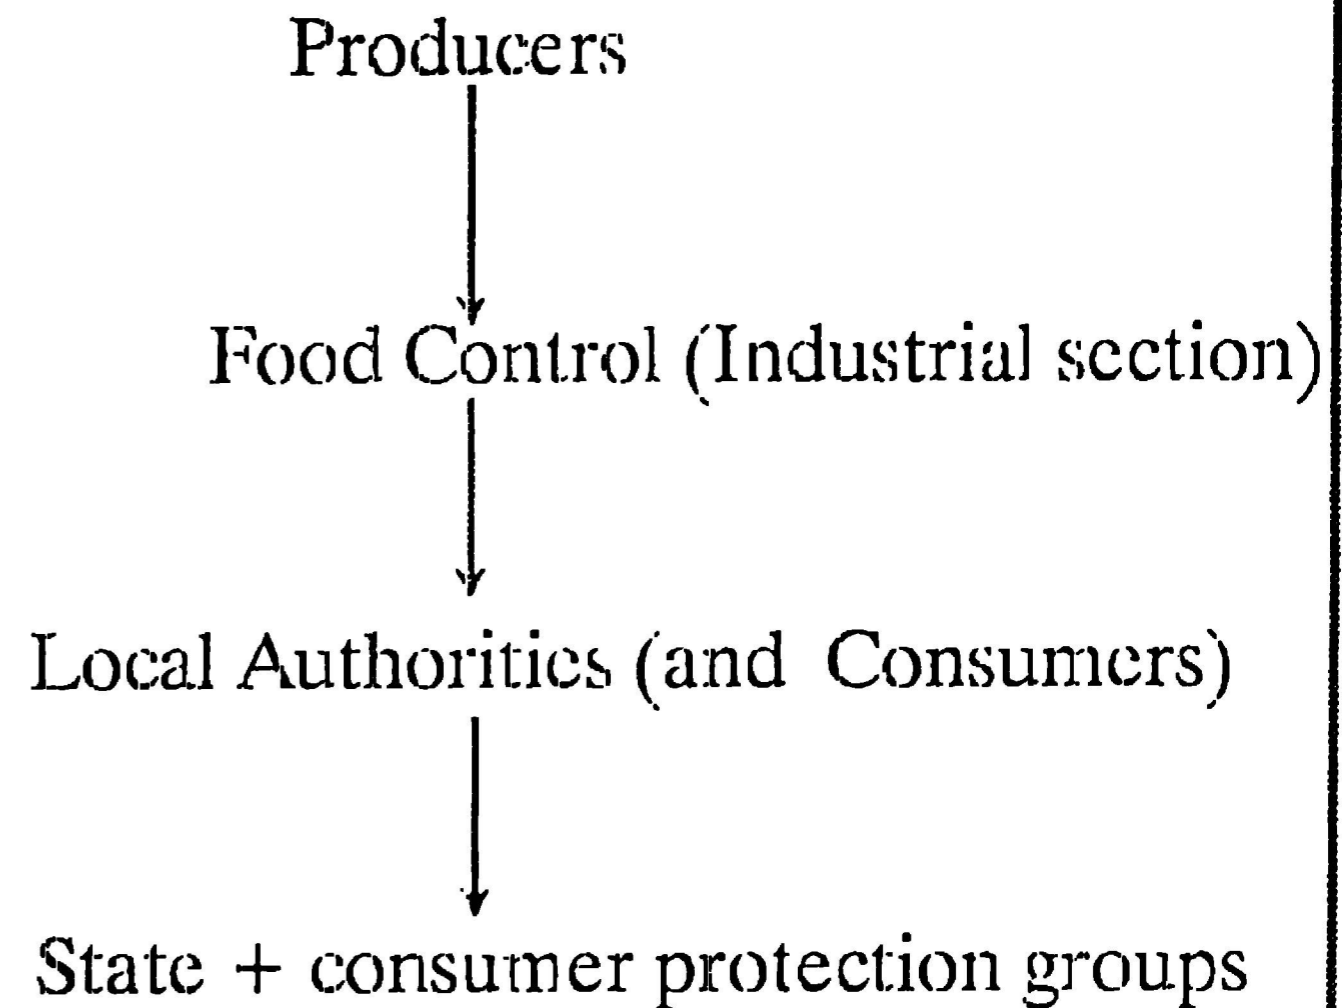 Producers
Food Control (Industrial section)
Local Authorities (and Consumers)
State + consumer protection groups